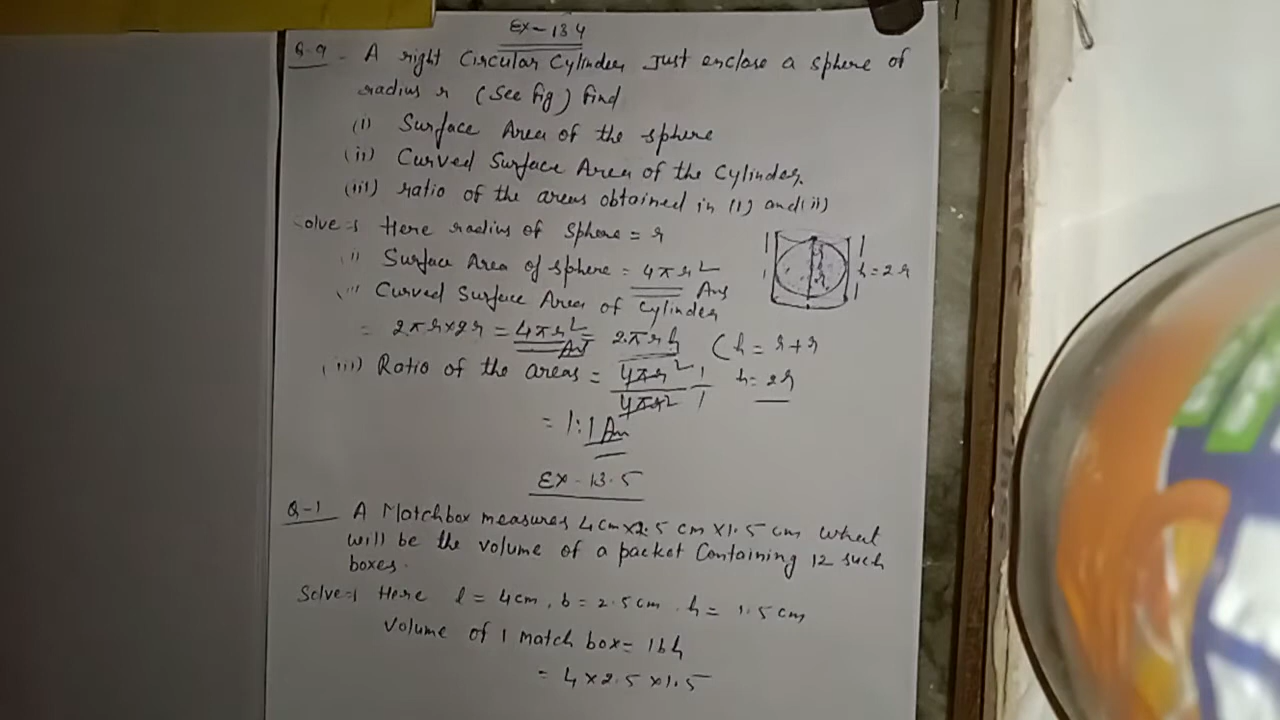 Ex-13.4
Q-9. A right Circular Cylinder Just enclose a sphere of
radius r (See fig) find
(i) Surface Area of the sphere
(ii) Curved Surface Area of the Cylinder.
(iii) ratio of the areas obtained in (i) and (ii)
Solve:- Here radius of sphere = r
(i) Surface Area of sphere = 4πr² Ans
(ii) Curved Surface Area of Cylinder
= 2πr×2r = 4πr² = 2πrh (h = r+r
Ans
(iii) Ratio of the areas = 4πr²/4πr² 1/1 h = 2r
= 1:1 Ans
h=2r
Ex-13.5
Q-1 A Matchbox measures 4cm×2.5 cm×1.5 cm what
will be the volume of a packet Containing 12 such
boxes.
Solve:- Here l = 4cm, b = 2.5cm. h = 1.5 cm
Volume of 1 match box = lbh
= 4×2.5×1.5